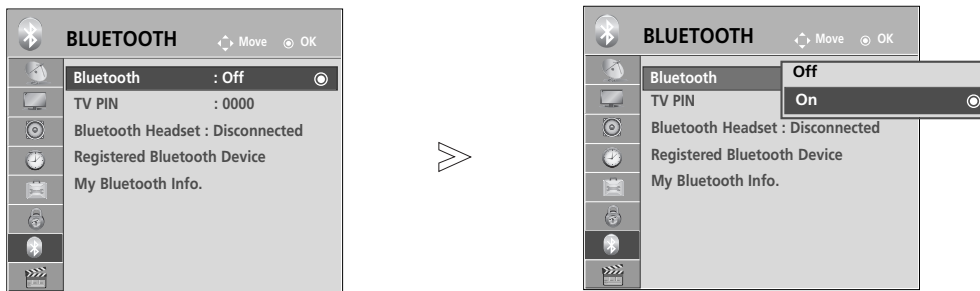 BLUETOOTH Move OK
Bluetooth : Off
TV PIN : 0000
Bluetooth Headset : Disconnected
Registered Bluetooth Device
My Bluetooth Info.
>
BLUETOOTH Move OK
Bluetooth Off
TV PIN On
Bluetooth Headset : Disconnected
Registered Bluetooth Device
My Bluetooth Info.